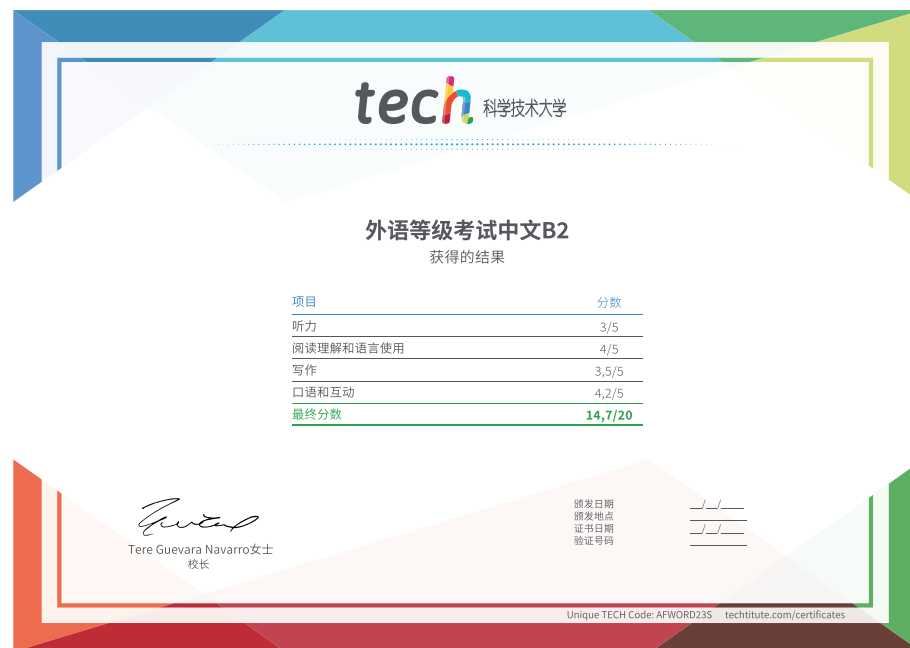 tech 科学技术大学
外语等级考试中文B2
获得的结果
项目 分数
听力 3/5
阅读理解和语言使用 4/5
写作 3,5/5
口语和互动 4,2/5
最终分数 14,7/20
颁发日期 __/__/____
颁发地点 __________
证书日期 __/__/____
验证号码 __________
Tere Guevara Navarro女士
校长
Unique TECH Code: AFWORD23S techtitute.com/certificates